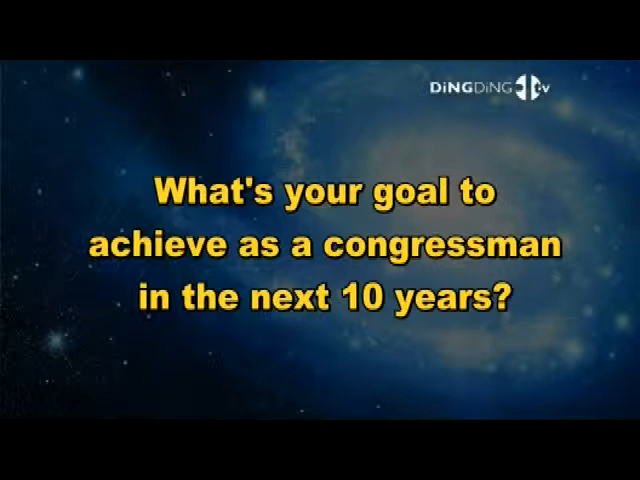 DiNGDiNG tv
What's your goal to
achieve as a congressman
in the next 10 years?